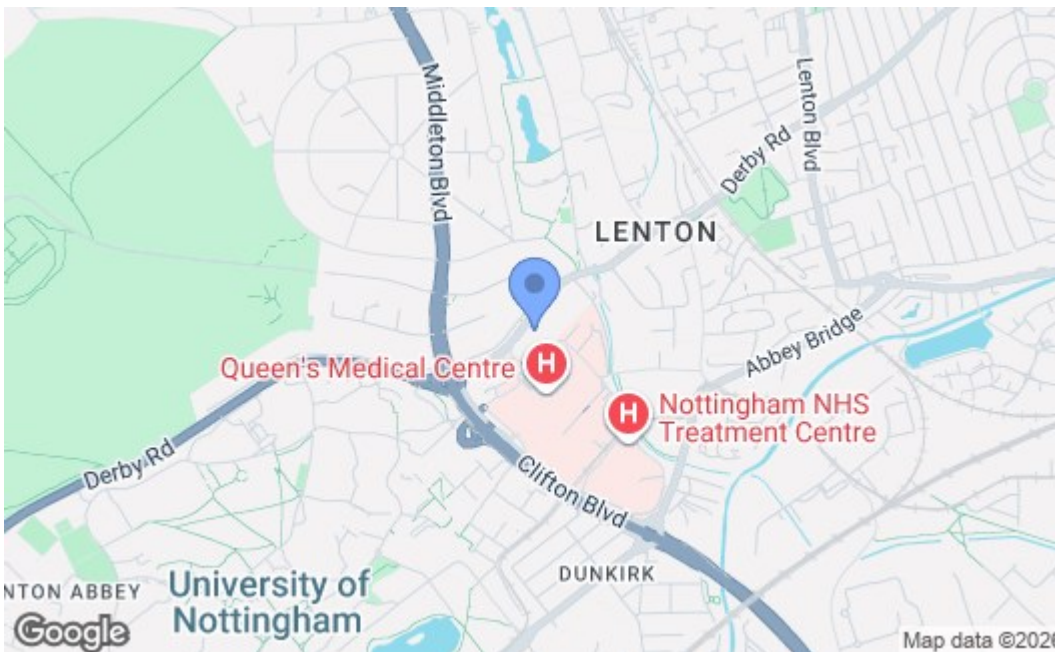 Middleton Blvd
Lenton Blvd
Derby Rd
LENTON
Abbey Bridge
Queen's Medical Centre
H
H
Nottingham NHS
Treatment Centre
Derby Rd
Clifton Blvd
DUNKIRK
NTON ABBEY
University of
Nottingham
Google
Map data ©2026